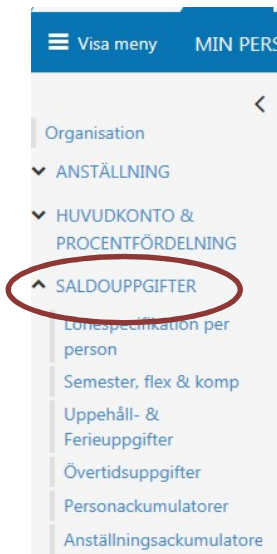 Visa meny MIN PERS
Organisation
ANSTÄLLNING
HUVUDKONTO &
PROCENTFÖRDELNING
SALDOUPPGIFTER
Lönespecifikation per
person
Semester, flex & komp
Uppehåll- &
Ferieuppgifter
Övertidsuppgifter
Personackumulatorer
Anställningsackumulatore